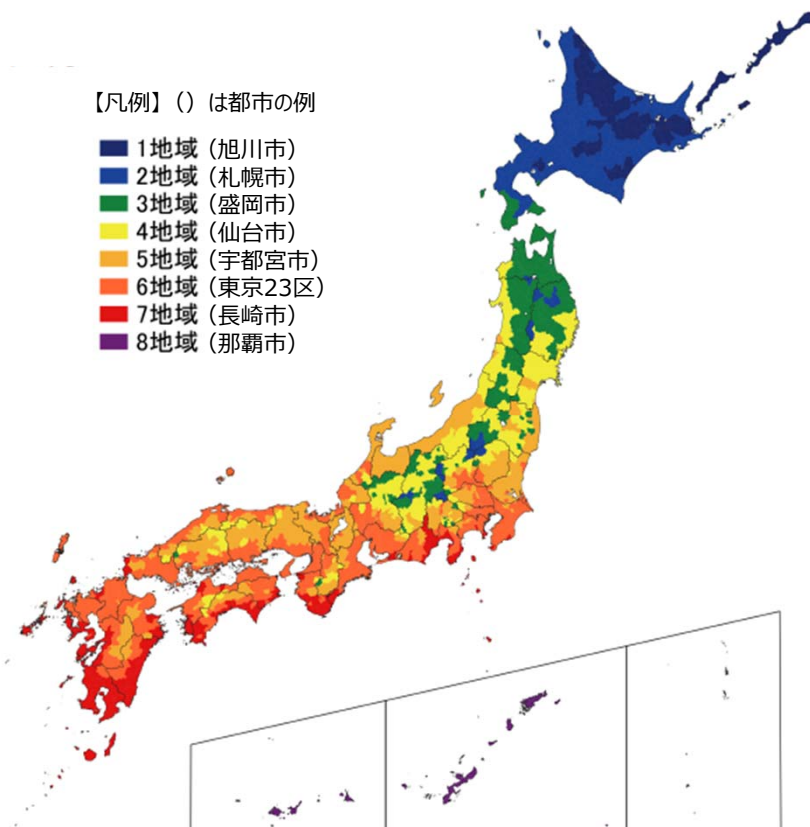 【凡例】（）は都市の例
1地域（旭川市）
2地域（札幌市）
3地域（盛岡市）
4地域（仙台市）
5地域（宇都宮市）
6地域（東京23区）
7地域（長崎市）
8地域（那覇市）